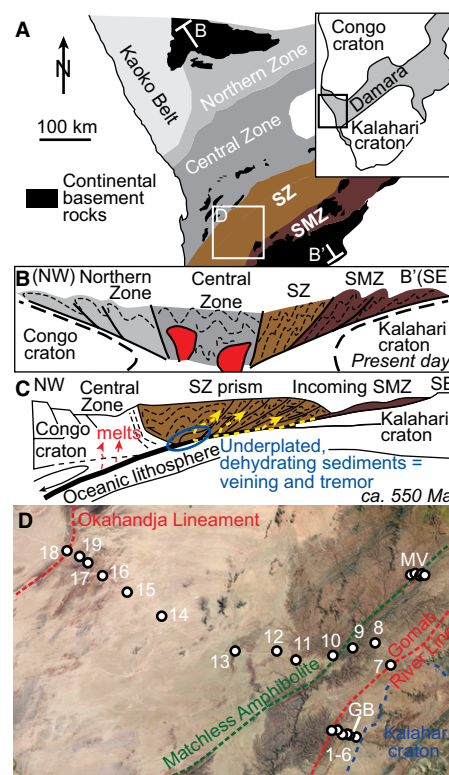 A
N
100 km
Continental
basement
rocks
Kaoko Belt
B
Northern Zone
Central Zone
SZ
SMZ
D
B'
Congo
craton
Damara
Kalahari
craton
B
(NW) Northern
Zone
Central
Zone
SZ
SMZ
B'(SE)
Congo
craton
Kalahari
craton
Present day
C
NW
Central
Zone
SZ prism
Incoming SMZ
SE
Congo
craton
melts
Kalahari
craton
Oceanic lithosphere
Underplated,
dehydrating sediments =
veining and tremor
ca. 550 Ma
D
Okahandja Lineament
18
19
17
16
15
14
13
12
11
10
9
8
7
MV
Matchless Amphibolite
Gomab
River Line
GB
1-6
Kalahari
craton